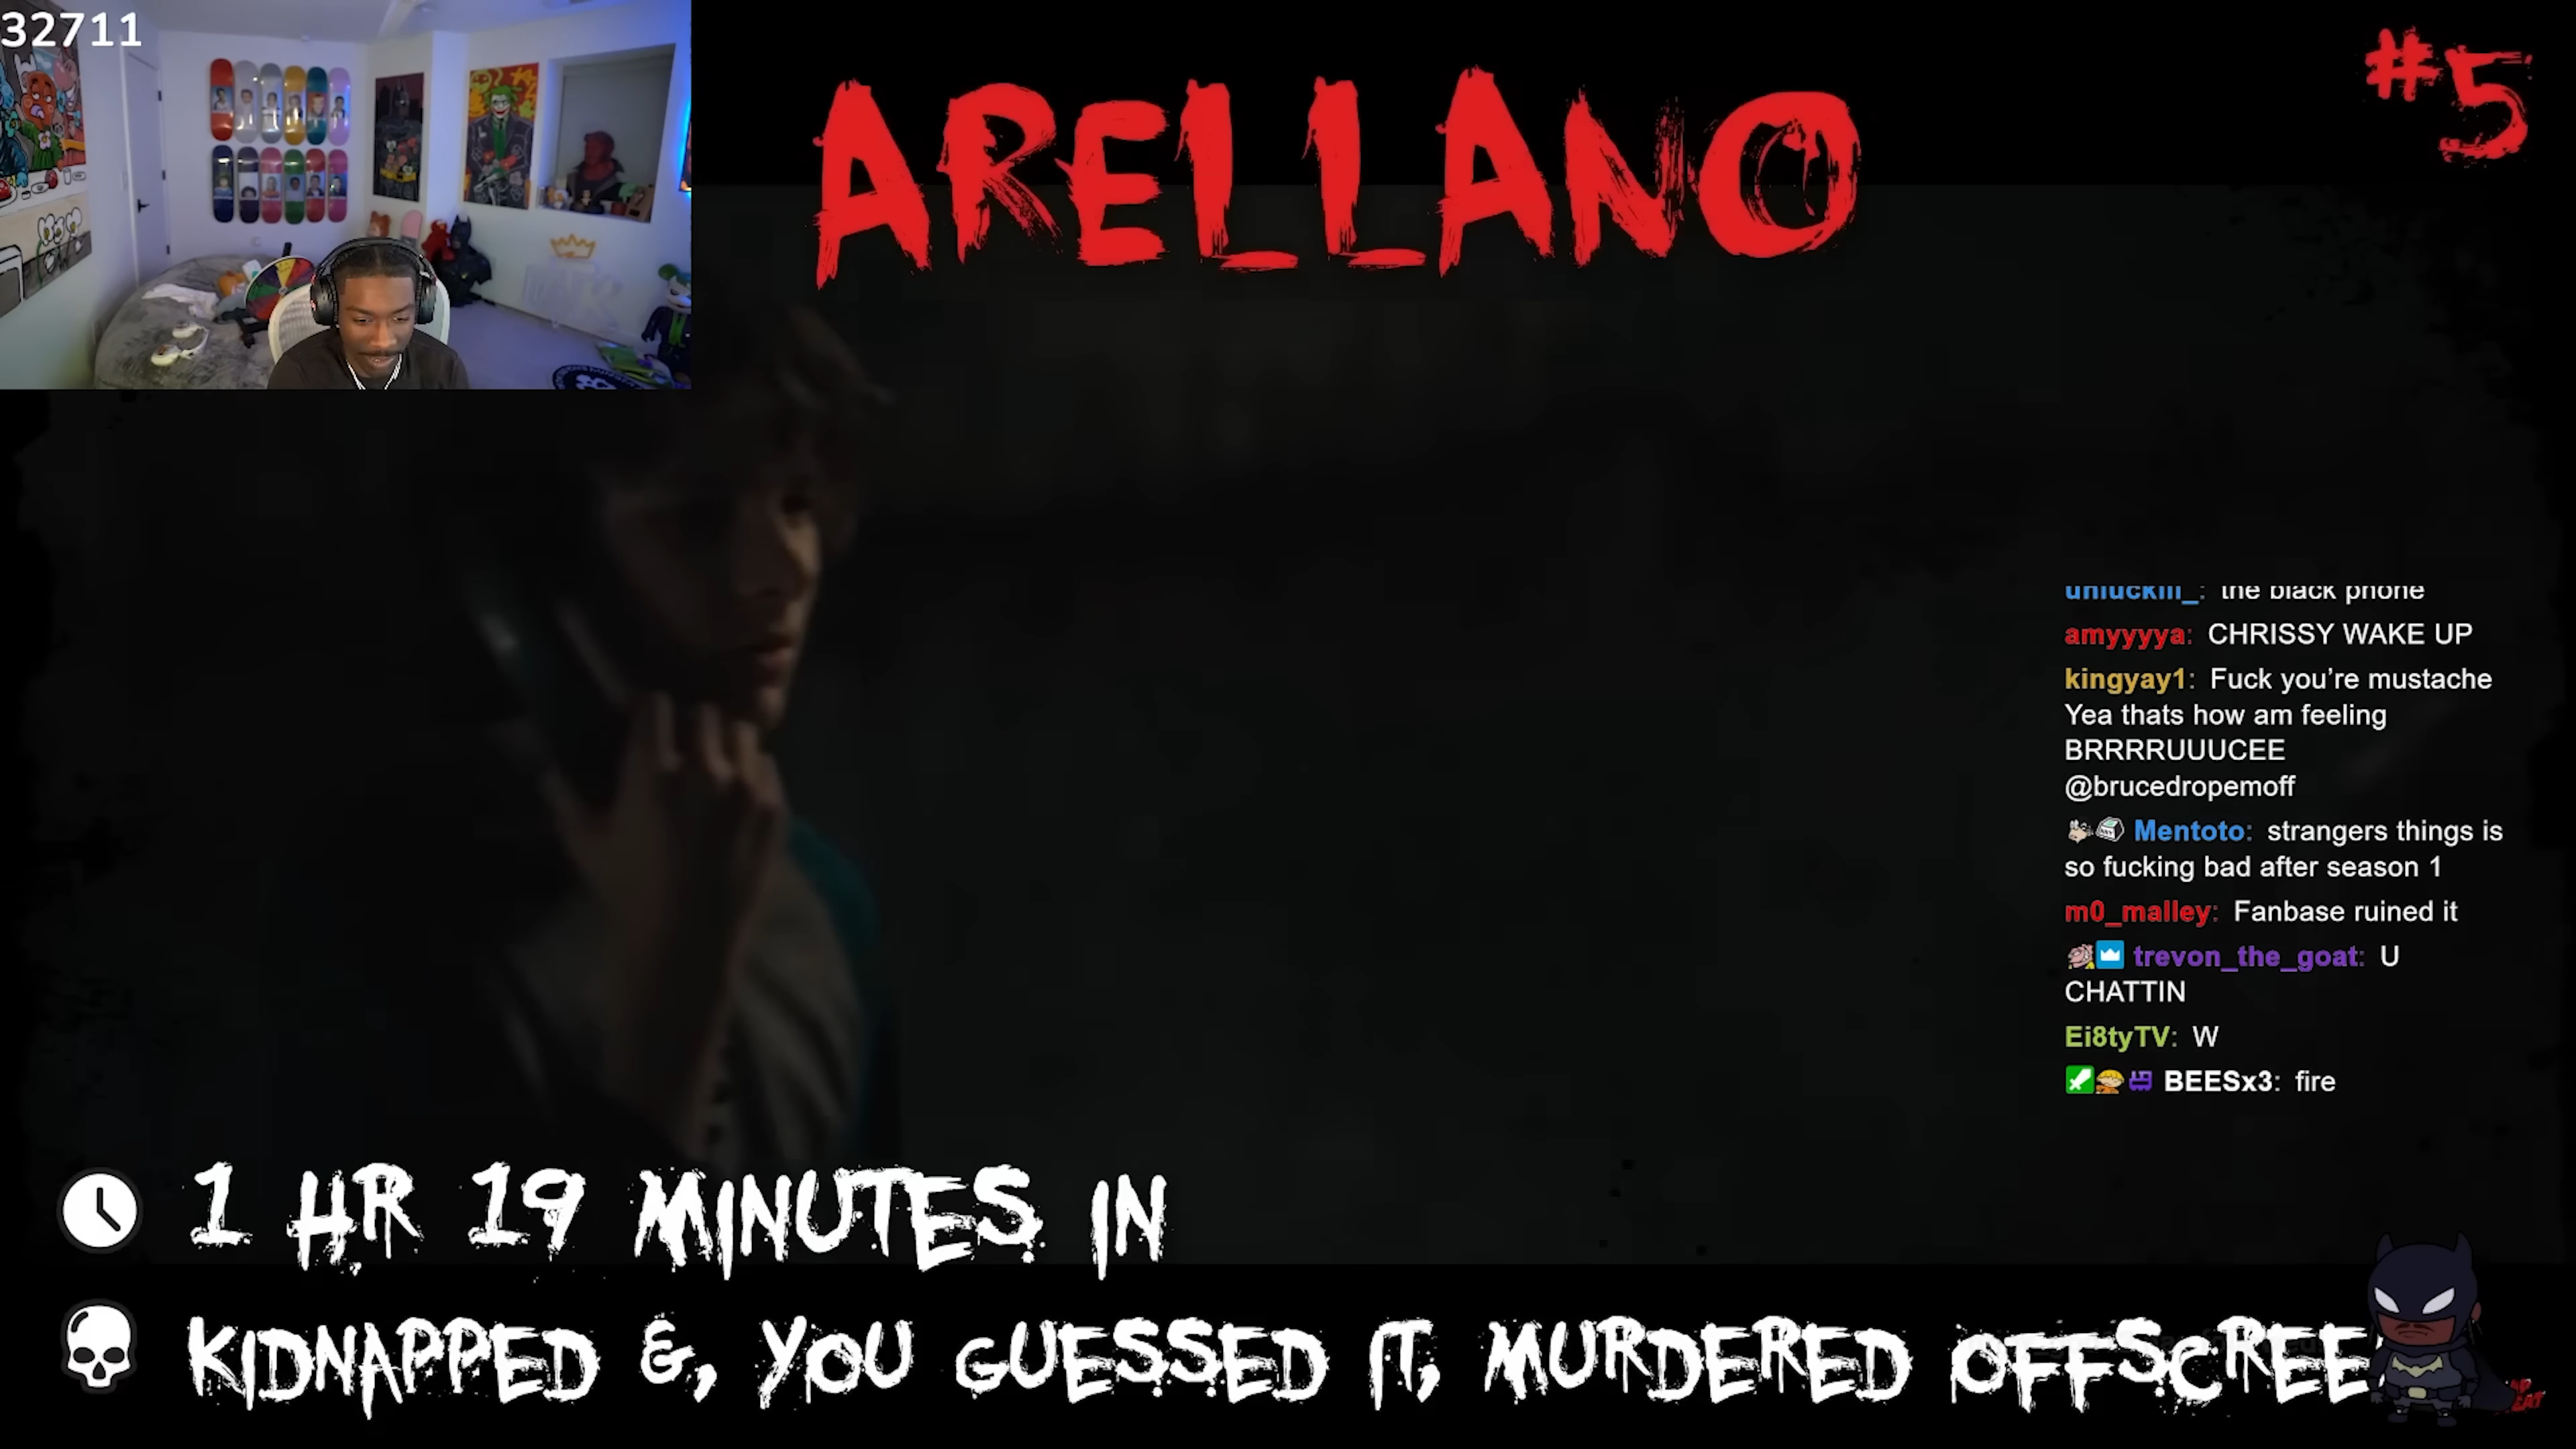 32711
ARELLANO
#5
the black phone
amyyyya: CHRISSY WAKE UP
kingyay1: Fuck you’re mustache
Yea thats how am feeling
BRRRRUUUCEE
@brucedropemoff
Mentoto: strangers things is
so fucking bad after season 1
m0_malley: Fanbase ruined it
trevon_the_goat: U
CHATTIN
Ei8tyTV: W
BEESx3: fire
1 HR 19 MINUTES IN
KIDNAPPED &, YOU GUESSED IT, MURDERED OFFSCREE